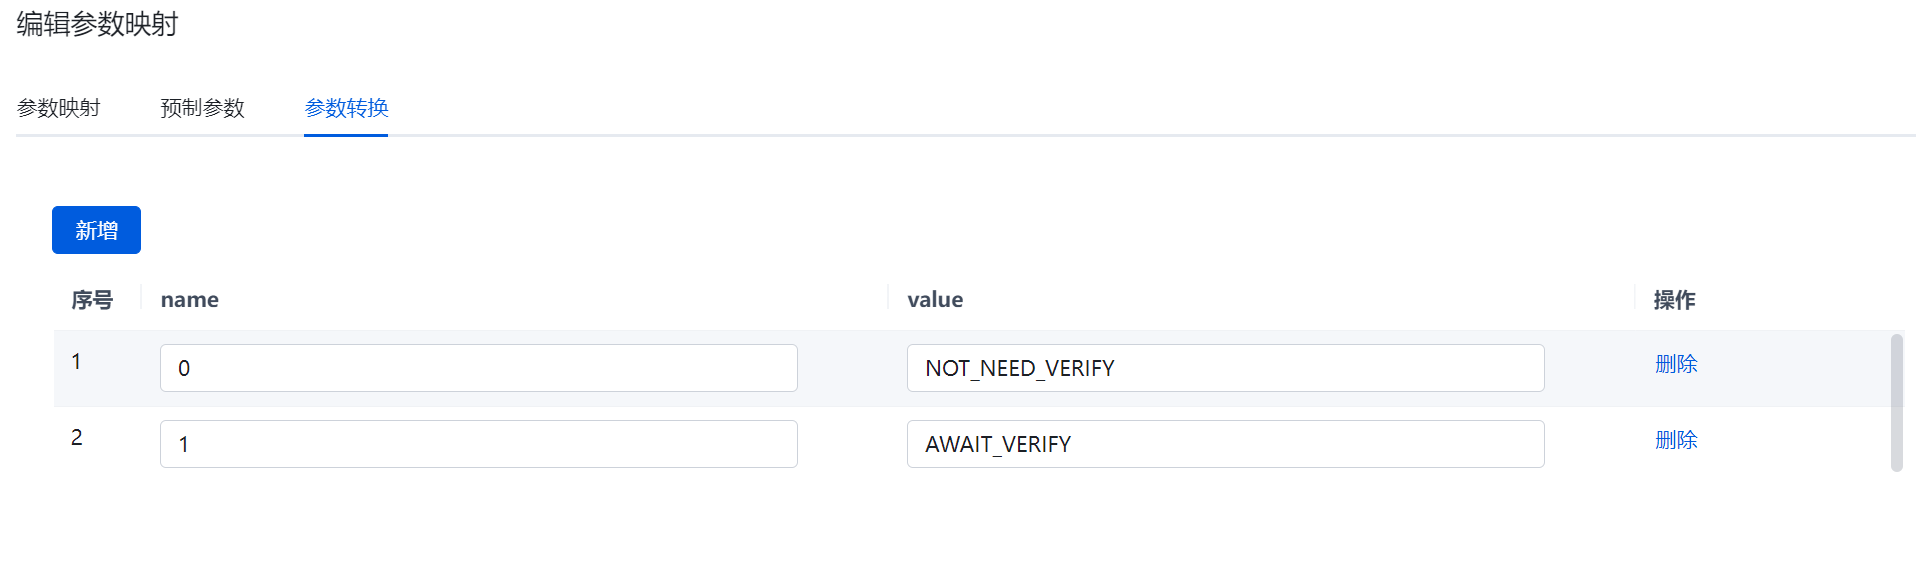 编辑参数映射
参数映射 预制参数 参数转换
新增
序号 name value 操作
1 0 NOT_NEED_VERIFY 删除
2 1 AWAIT_VERIFY 删除